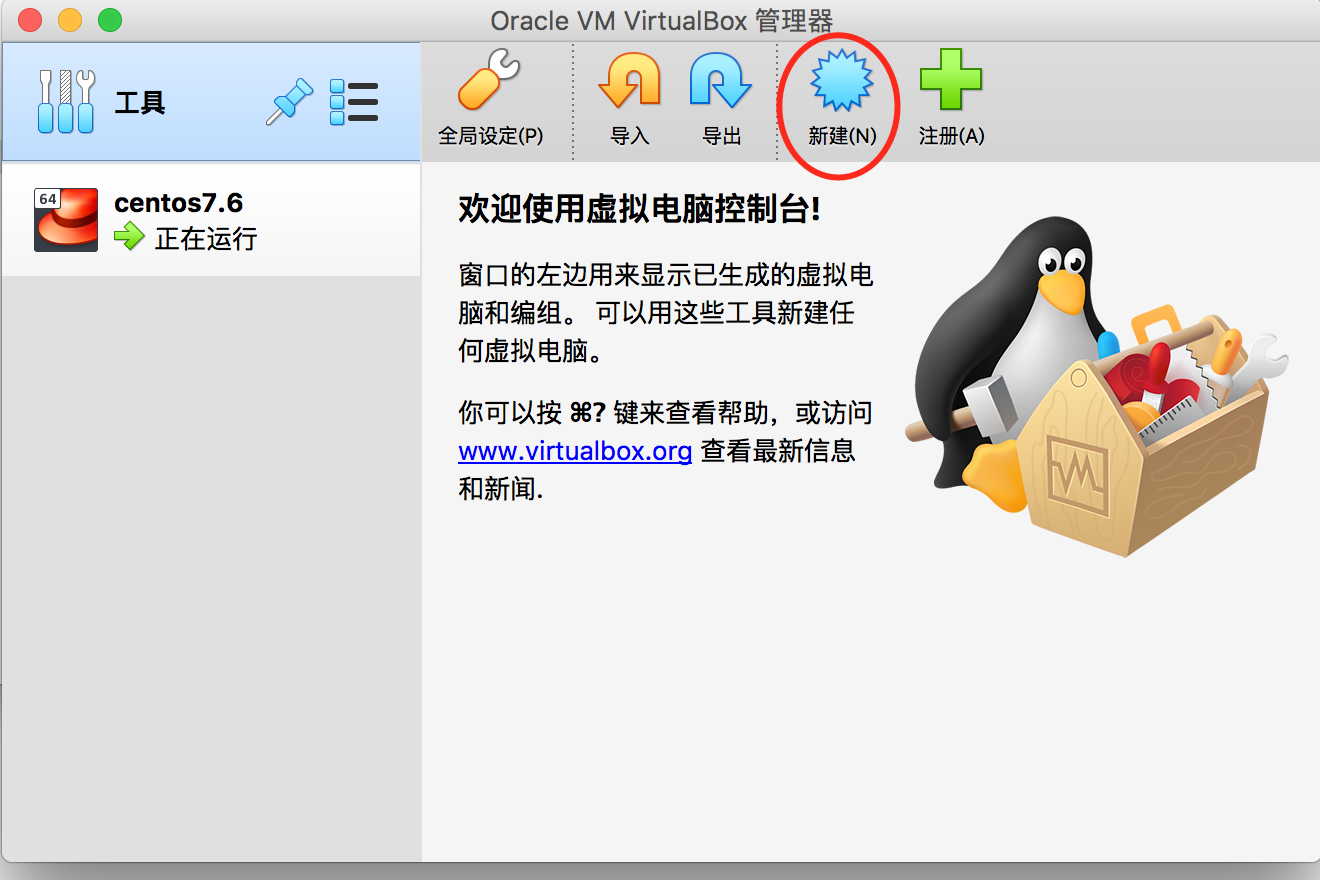 Oracle VM VirtualBox 管理器
工具
全局设定(P)
导入
导出
新建(N)
注册(A)
64
centos7.6
正在运行
欢迎使用虚拟电脑控制台!
窗口的左边用来显示已生成的虚拟电
脑和编组。 可以用这些工具新建任
何虚拟电脑。
你可以按 ⌘? 键来查看帮助，或访问
www.virtualbox.org 查看最新信息
和新闻.